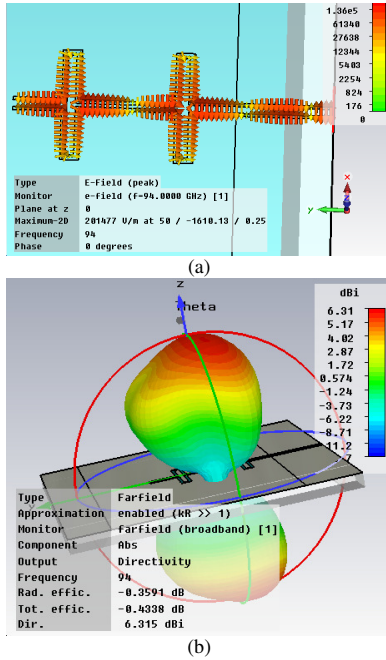 1.36e5
61340
27638
12344
5403
2254
824
176
0
x
y
Type E-Field (peak)
Monitor e-field (f=94.0000 GHz) [1]
Plane at z 0
Maximum-2D 201477 V/m at 50 / -1610.13 / 0.25
Frequency 94
Phase 0 degrees
(a)
z
Theta
dBi
6.31
5.17
4.02
2.87
1.72
0.574
-1.24
-3.73
-6.22
-8.71
Type Farfield
Approximation enabled (kR >> 1)
Monitor farfield (broadband) [1]
Component Abs
Output Directivity
Frequency 94
Rad. effic. -0.3591 dB
Tot. effic. -0.4338 dB
Dir. 6.315 dBi
(b)